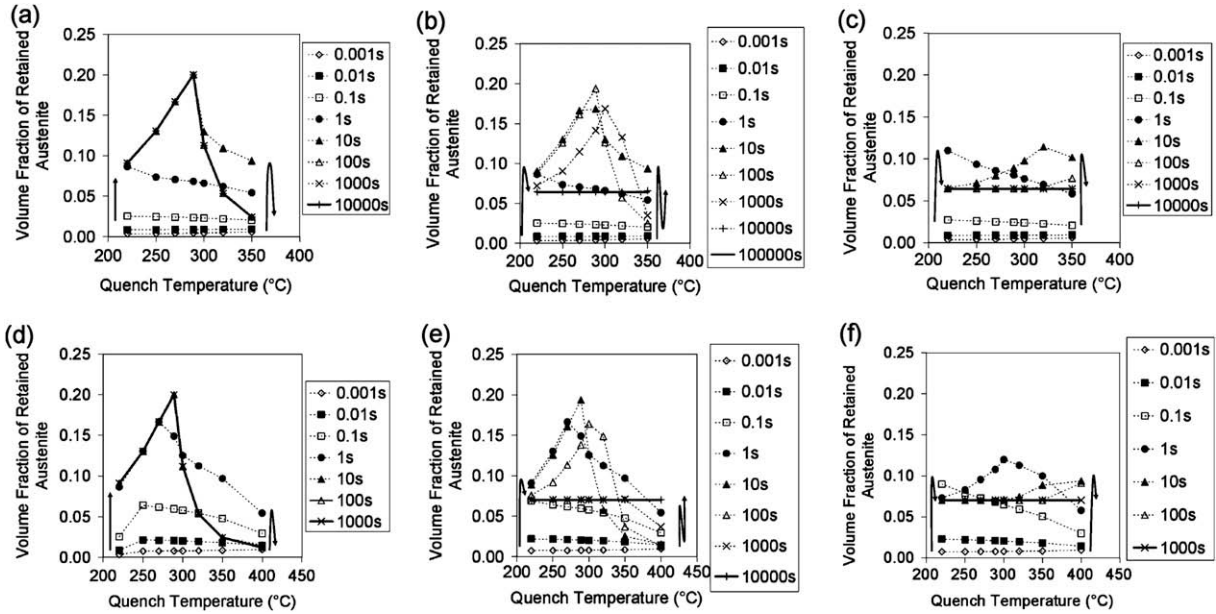 (a)
Volume Fraction of Retained
Austenite
0.25
0.20
0.15
0.10
0.05
0.00
200 250 300 350 400
Quench Temperature (°C)
0.001s
0.01s
0.1s
1s
10s
100s
1000s
10000s
(b)
Volume Fraction of Retained
Austenite
0.25
0.20
0.15
0.10
0.05
0.00
200 250 300 350 400
Quench Temperature (°C)
0.001s
0.01s
0.1s
1s
10s
100s
1000s
10000s
100000s
(c)
Volume Fraction of Retained
Austenite
0.25
0.20
0.15
0.10
0.05
0.00
200 250 300 350 400
Quench Temperature (°C)
0.001s
0.01s
0.1s
1s
10s
100s
1000s
10000s
(d)
Volume Fraction of Retained
Austenite
0.25
0.20
0.15
0.10
0.05
0.00
200 250 300 350 400 450
Quench Temperature (°C)
0.001s
0.01s
0.1s
1s
10s
100s
1000s
(e)
Volume Fraction of Retained
Austenite
0.25
0.20
0.15
0.10
0.05
0.00
200 250 300 350 400 450
Quench Temperature (°C)
0.001s
0.01s
0.1s
1s
10s
100s
1000s
10000s
(f)
Volume Fraction of Retained
Austenite
0.25
0.20
0.15
0.10
0.05
0.00
200 250 300 350 400 450
Quench Temperature (°C)
0.001s
0.01s
0.1s
1s
10s
100s
1000s